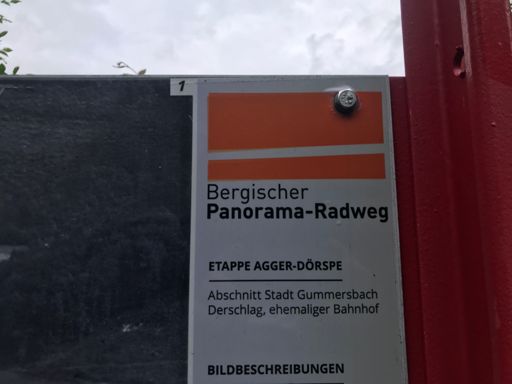 1
Bergischer
Panorama-Radweg
ETAPPE AGGER-DÖRSPE
Abschnitt Stadt Gummersbach
Derschlag, ehemaliger Bahnhof
BILDBESCHREIBUNGEN